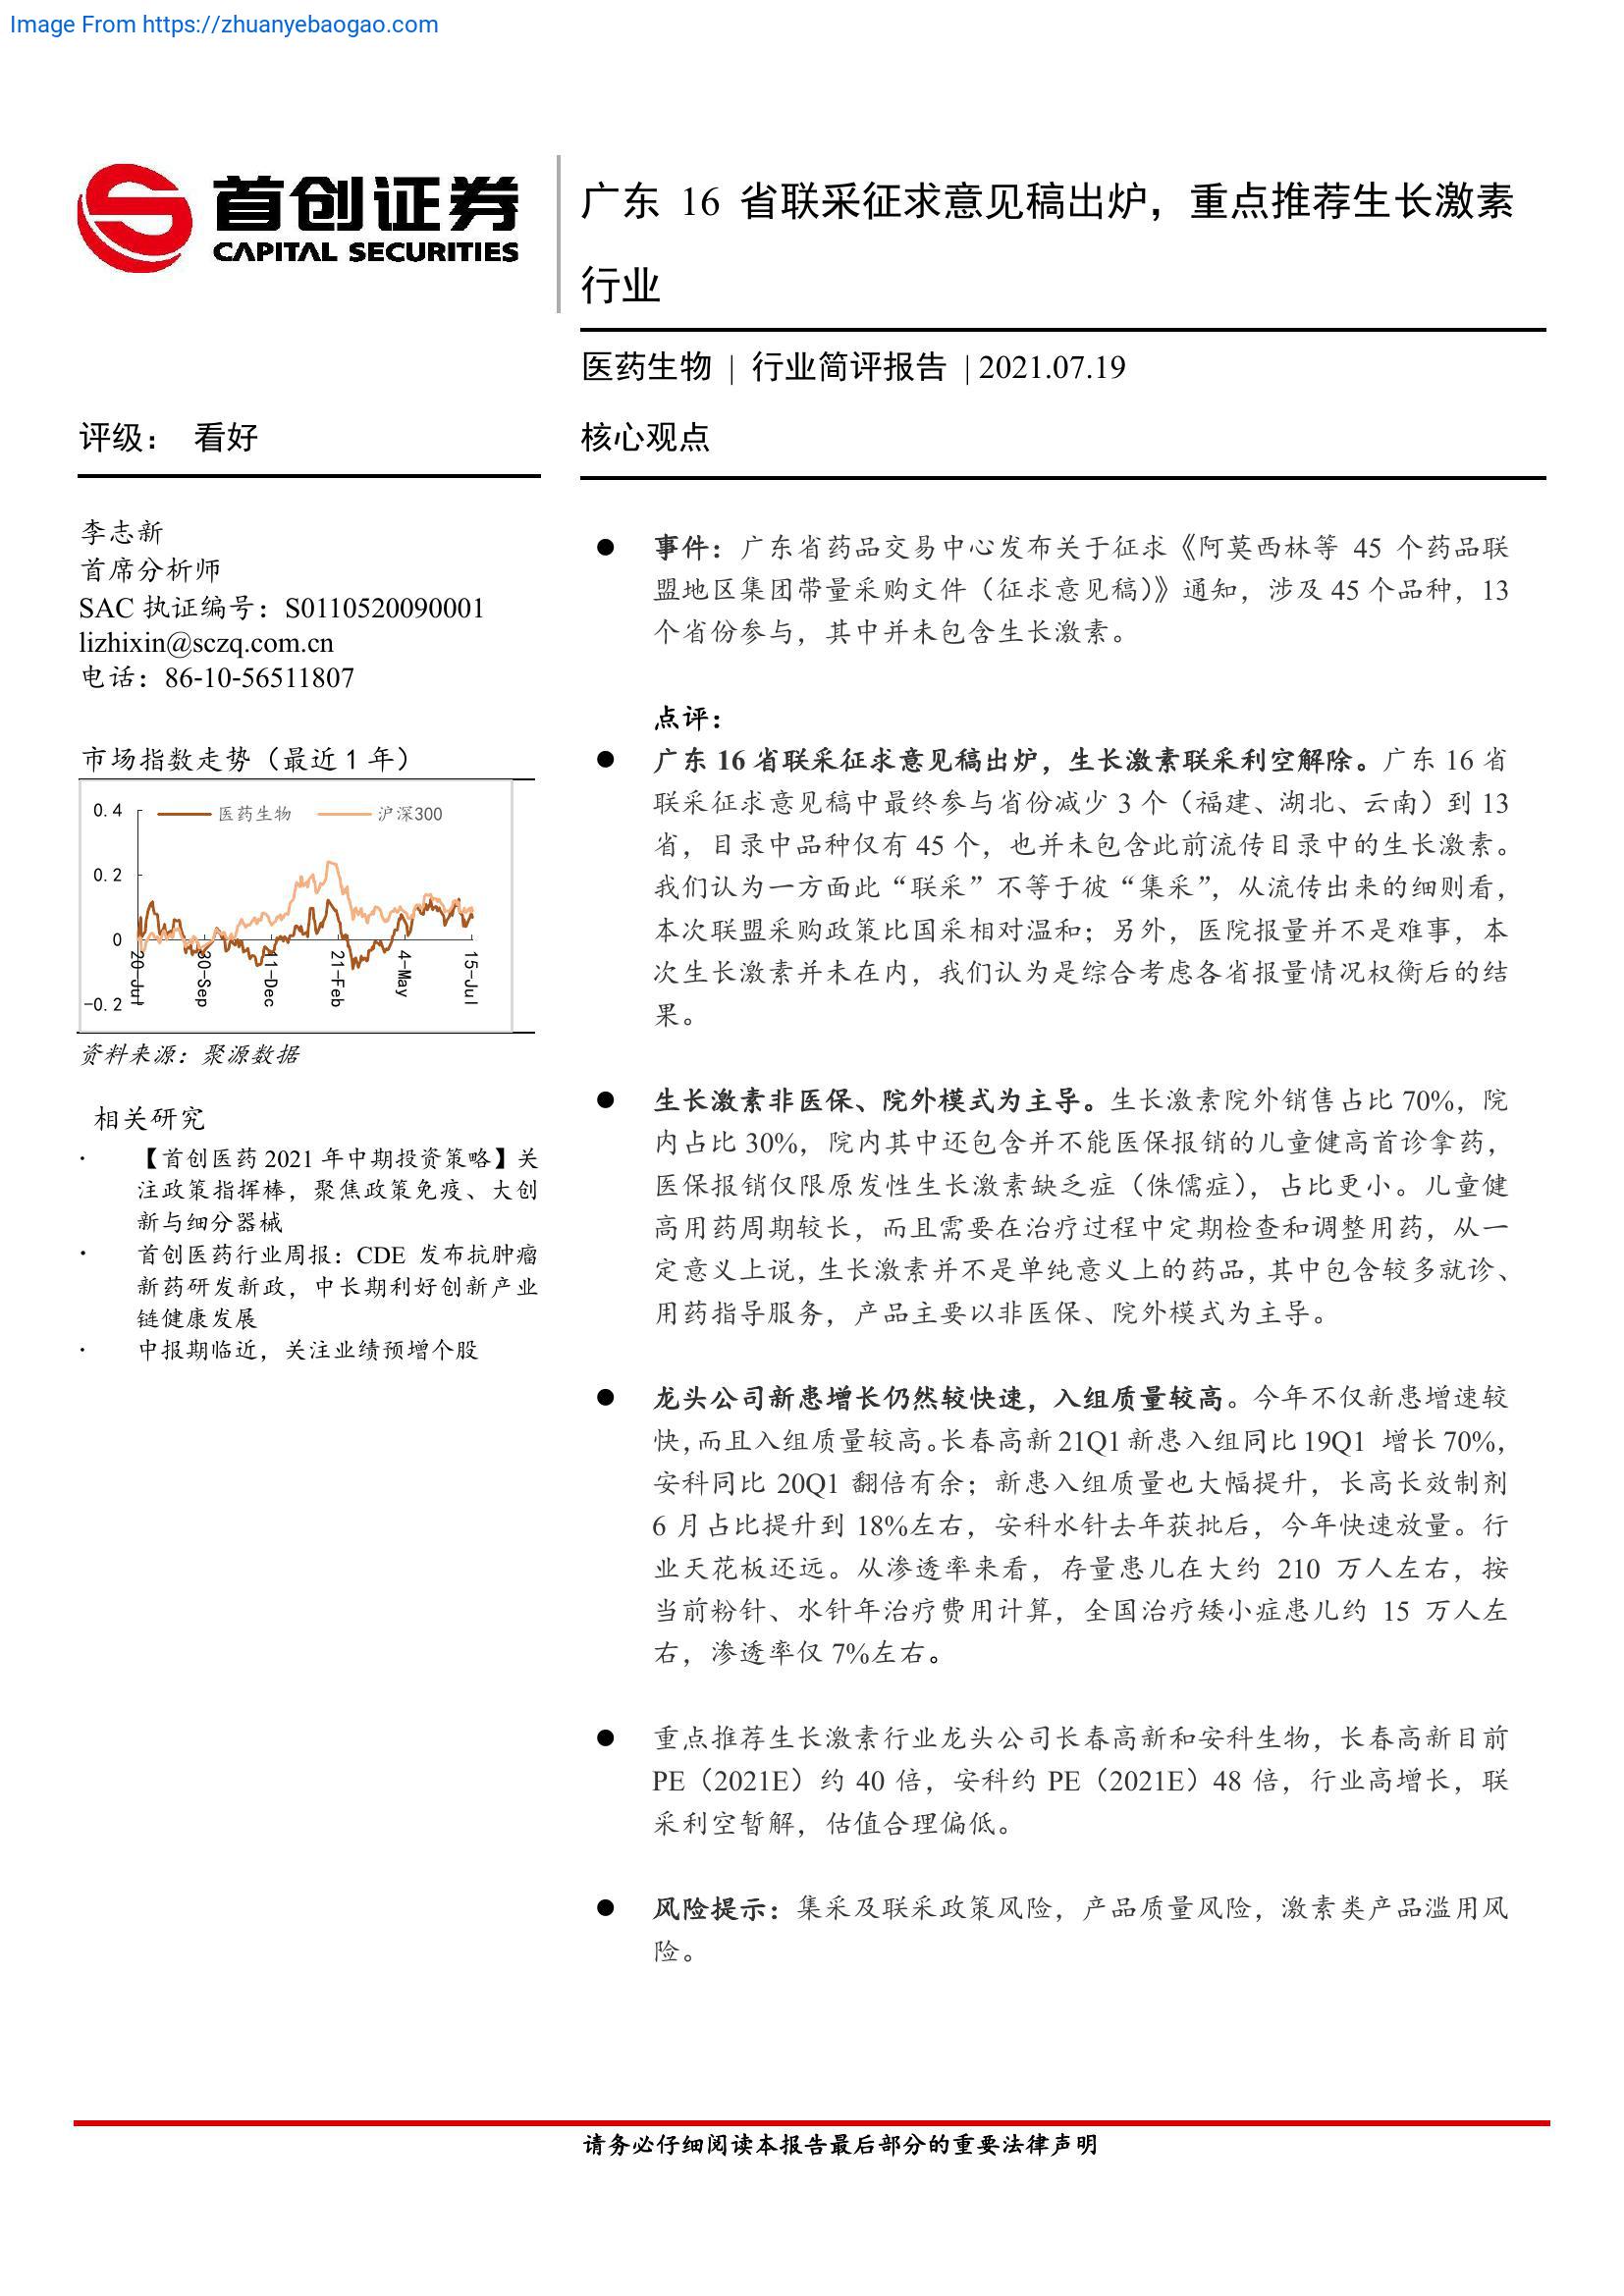 Image From https://zhuanyebaogao.com
首创证券
CAPITAL SECURITIES
广东 16 省联采征求意见稿出炉，重点推荐生长激素
行业
医药生物 | 行业简评报告 | 2021.07.19
评级： 看好
李志新
首席分析师
SAC 执证编号：S0110520090001
lizhixin@sczq.com.cn
电话：86-10-56511807
市场指数走势（最近 1 年）
0.4
医药生物
沪深300
0.2
0
-0.2
20-Jul
30-Sep
11-Dec
21-Feb
4-May
15-Jul
资料来源：聚源数据
相关研究
· 【首创医药 2021 年中期投资策略】关
注政策指挥棒，聚焦政策免疫、大创
新与细分器械
· 首创医药行业周报：CDE 发布抗肿瘤
新药研发新政，中长期利好创新产业
链健康发展
· 中报期临近，关注业绩预增个股
核心观点
● 事件：广东省药品交易中心发布关于征求《阿莫西林等 45 个药品联
盟地区集团带量采购文件（征求意见稿）》通知，涉及 45 个品种，13
个省份参与，其中并未包含生长激素。
点评：
● 广东 16 省联采征求意见稿出炉，生长激素联采利空解除。广东 16 省
联采征求意见稿中最终参与省份减少 3 个（福建、湖北、云南）到 13
省，目录中品种仅有 45 个，也并未包含此前流传目录中的生长激素。
我们认为一方面此“联采”不等于彼“集采”，从流传出来的细则看，
本次联盟采购政策比国采相对温和；另外，医院报量并不是难事，本
次生长激素并未在内，我们认为是综合考虑各省报量情况权衡后的结
果。
● 生长激素非医保、院外模式为主导。生长激素院外销售占比 70%，院
内占比 30%，院内其中还包含并不能医保报销的儿童健高首诊拿药，
医保报销仅限原发性生长激素缺乏症（侏儒症），占比更小。儿童健
高用药周期较长，而且需要在治疗过程中定期检查和调整用药，从一
定意义上说，生长激素并不是单纯意义上的药品，其中包含较多就诊、
用药指导服务，产品主要以非医保、院外模式为主导。
● 龙头公司新患增长仍然较快速，入组质量较高。今年不仅新患增速较
快，而且入组质量较高。长春高新 21Q1 新患入组同比 19Q1 增长 70%，
安科同比 20Q1 翻倍有余；新患入组质量也大幅提升，长高长效制剂
6 月占比提升到 18%左右，安科水针去年获批后，今年快速放量。行
业天花板还远。从渗透率来看，存量患儿在大约 210 万人左右，按
当前粉针、水针年治疗费用计算，全国治疗矮小症患儿约 15 万人左
右，渗透率仅 7%左右。
● 重点推荐生长激素行业龙头公司长春高新和安科生物，长春高新目前
PE（2021E）约 40 倍，安科约 PE（2021E）48 倍，行业高增长，联
采利空暂解，估值合理偏低。
● 风险提示：集采及联采政策风险，产品质量风险，激素类产品滥用风
险。
请务必仔细阅读本报告最后部分的重要法律声明